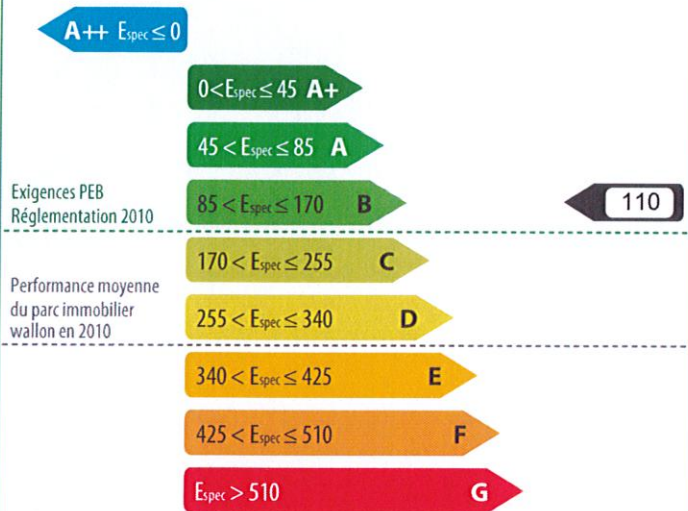 A++ Espec ≤ 0
0<Espec ≤ 45 A+
45 < Espec ≤ 85 A
Exigences PEB
Réglementation 2010
85 < Espec ≤ 170 B
110
170 < Espec ≤ 255 C
Performance moyenne
du parc immobilier
wallon en 2010
255 < Espec ≤ 340 D
340 < Espec ≤ 425 E
425 < Espec ≤ 510 F
Espec > 510 G